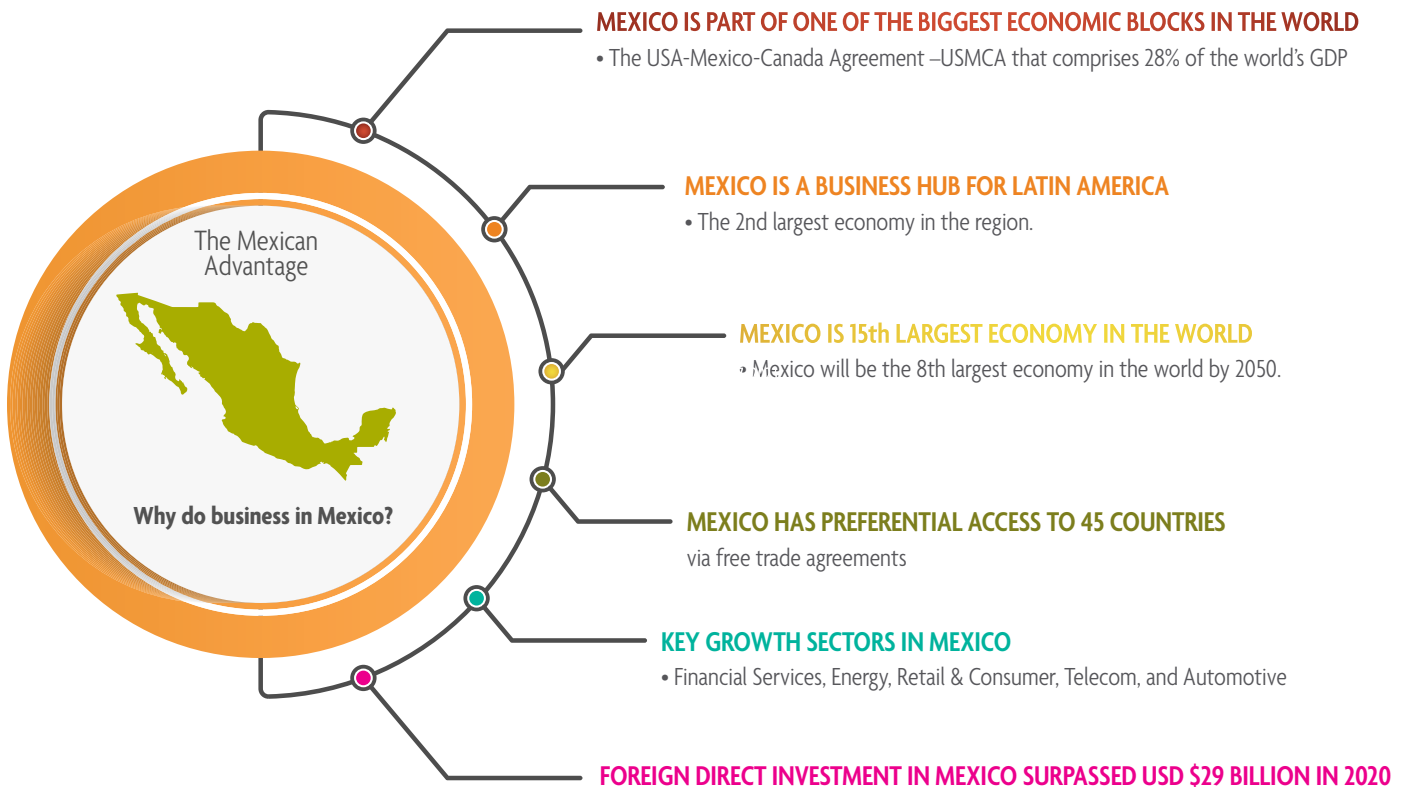 The Mexican
Advantage
Why do business in Mexico?
MEXICO IS PART OF ONE OF THE BIGGEST ECONOMIC BLOCKS IN THE WORLD
• The USA-Mexico-Canada Agreement –USMCA that comprises 28% of the world's GDP
MEXICO IS A BUSINESS HUB FOR LATIN AMERICA
• The 2nd largest economy in the region.
MEXICO IS 15th LARGEST ECONOMY IN THE WORLD
• Mexico will be the 8th largest economy in the world by 2050.
MEXICO HAS PREFERENTIAL ACCESS TO 45 COUNTRIES
via free trade agreements
KEY GROWTH SECTORS IN MEXICO
• Financial Services, Energy, Retail & Consumer, Telecom, and Automotive
FOREIGN DIRECT INVESTMENT IN MEXICO SURPASSED USD $29 BILLION IN 2020